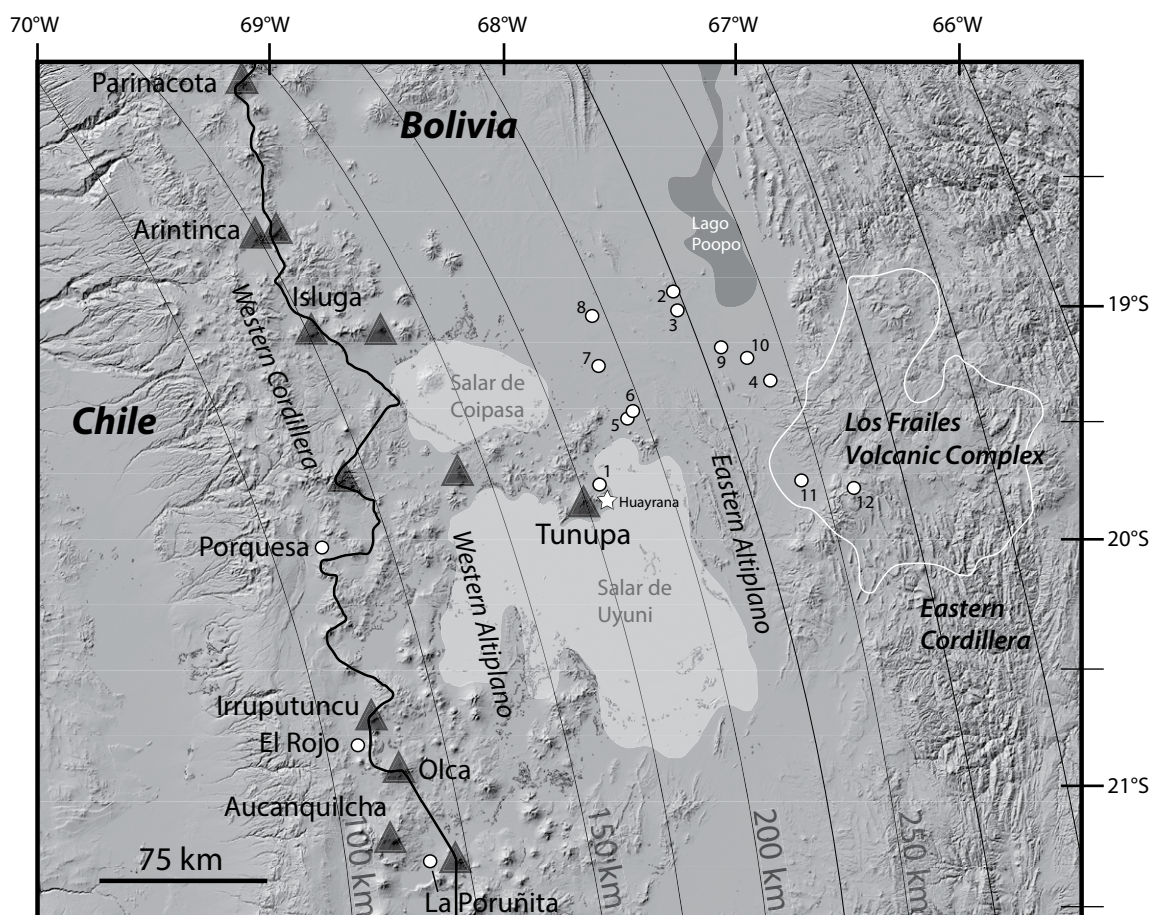 70°W
69°W
68°W
67°W
66°W
Parinacota
Bolivia
Arintinca
Lago
Poopo
Isluga
Western Cordillera
2
3
8
19°S
9
10
7
4
Salar de
Coipasa
6
5
Chile
Los Frailes
Volcanic Complex
1
11
12
Huayrana
Tunupa
Eastern Altiplano
Porquesa
20°S
Western Altiplano
Salar de
Uyuni
Eastern
Cordillera
Irruputuncu
El Rojo
Olca
21°S
Aucanquilcha
100 km
150 km
200 km
250 km
75 km
La Poruñita